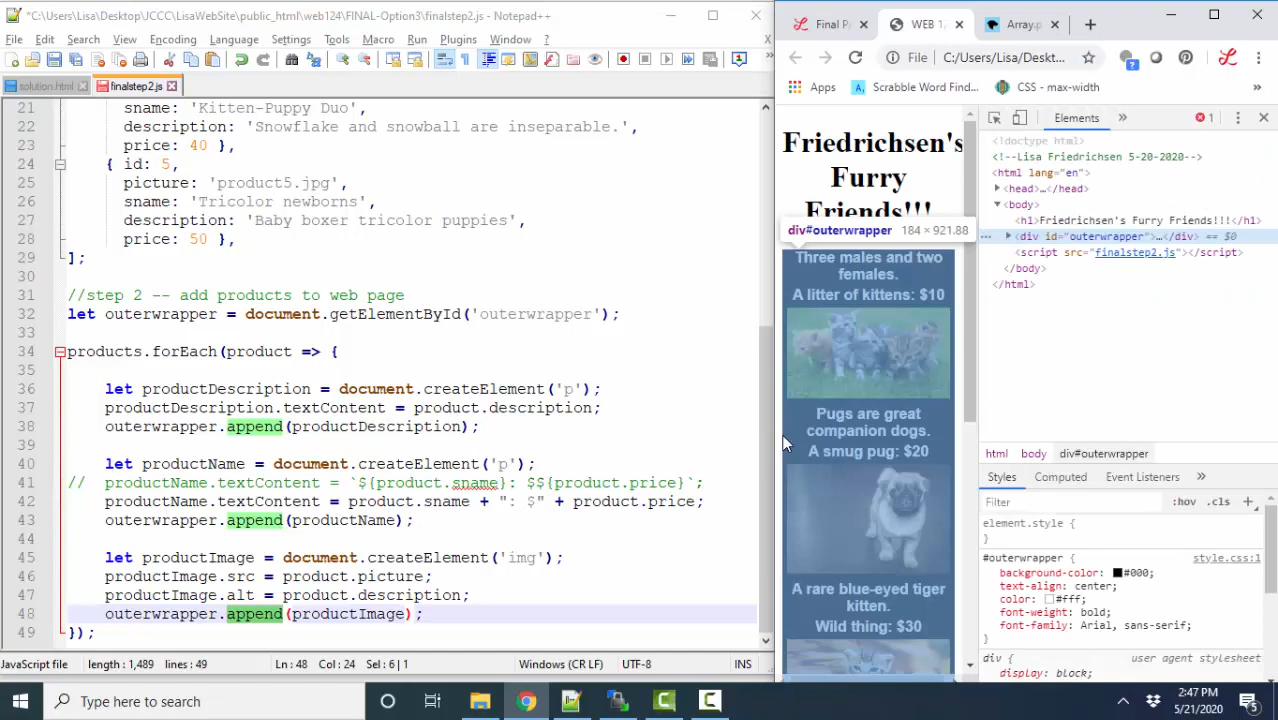 *C:\Users\Lisa\Desktop\JCCC\LisaWebSite\public_html\web124\FINAL-Option3\finalstep2.js - Notepad++
File Edit Search View Encoding Language Settings Tools Macro Run Plugins Window ? X
solution.html finalstep2.js
21 sname: 'Kitten-Puppy Duo',
22 description: 'Snowflake and snowball are inseparable.',
23 price: 40 },
24 { id: 5,
25 picture: 'product5.jpg',
26 sname: 'Tricolor newborns',
27 description: 'Baby boxer tricolor puppies',
28 price: 50 },
29 ];
30
31 //step 2 -- add products to web page
32 let outerwrapper = document.getElementById('outerwrapper');
33
34 products.forEach(product => {
35
36 let productDescription = document.createElement('p');
37 productDescription.textContent = product.description;
38 outerwrapper.append(productDescription);
39
40 let productName = document.createElement('p');
41 // productName.textContent = `${product.sname}: $${product.price}`;
42 productName.textContent = product.sname + ": $" + product.price;
43 outerwrapper.append(productName);
44
45 let productImage = document.createElement('img');
46 productImage.src = product.picture;
47 productImage.alt = product.description;
48 outerwrapper.append(productImage);
49 });
JavaScript file length : 1,489 lines : 49 Ln : 48 Col : 24 Sel : 6 | 1 Windows (CR LF) UTF-8 INS
Final P WEB 12 Array.p
File C:/Users/Lisa/Deskt...
Apps Scrabble Word Find... CSS - max-width »
Friedrichsen's
Furry
Friends!!!
div#outerwrapper 184 × 921.88
Three males and two
females.
A litter of kittens: $10
Pugs are great
companion dogs.
A smug pug: $20
A rare blue-eyed tiger
kitten.
Wild thing: $30
Elements » 1
<!doctype html>
<!--Lisa Friedrichsen 5-20-2020-->
<html lang="en">
<head>…</head>
<body>
<h1>Friedrichsen's Furry Friends!!!</h1>
<div id="outerwrapper">…</div> == $0
<script src="finalstep2.js"></script>
</body>
</html>
html body div#outerwrapper
Styles Computed Event Listeners »
Filter :hov .cls +
element.style {
}
#outerwrapper { style.css:1
background-color: #000;
text-align: center;
color: #fff;
font-weight: bold;
font-family: Arial, sans-serif;
}
div { user agent stylesheet
display: block;
Type here to search
2:47 PM
5/21/2020
5